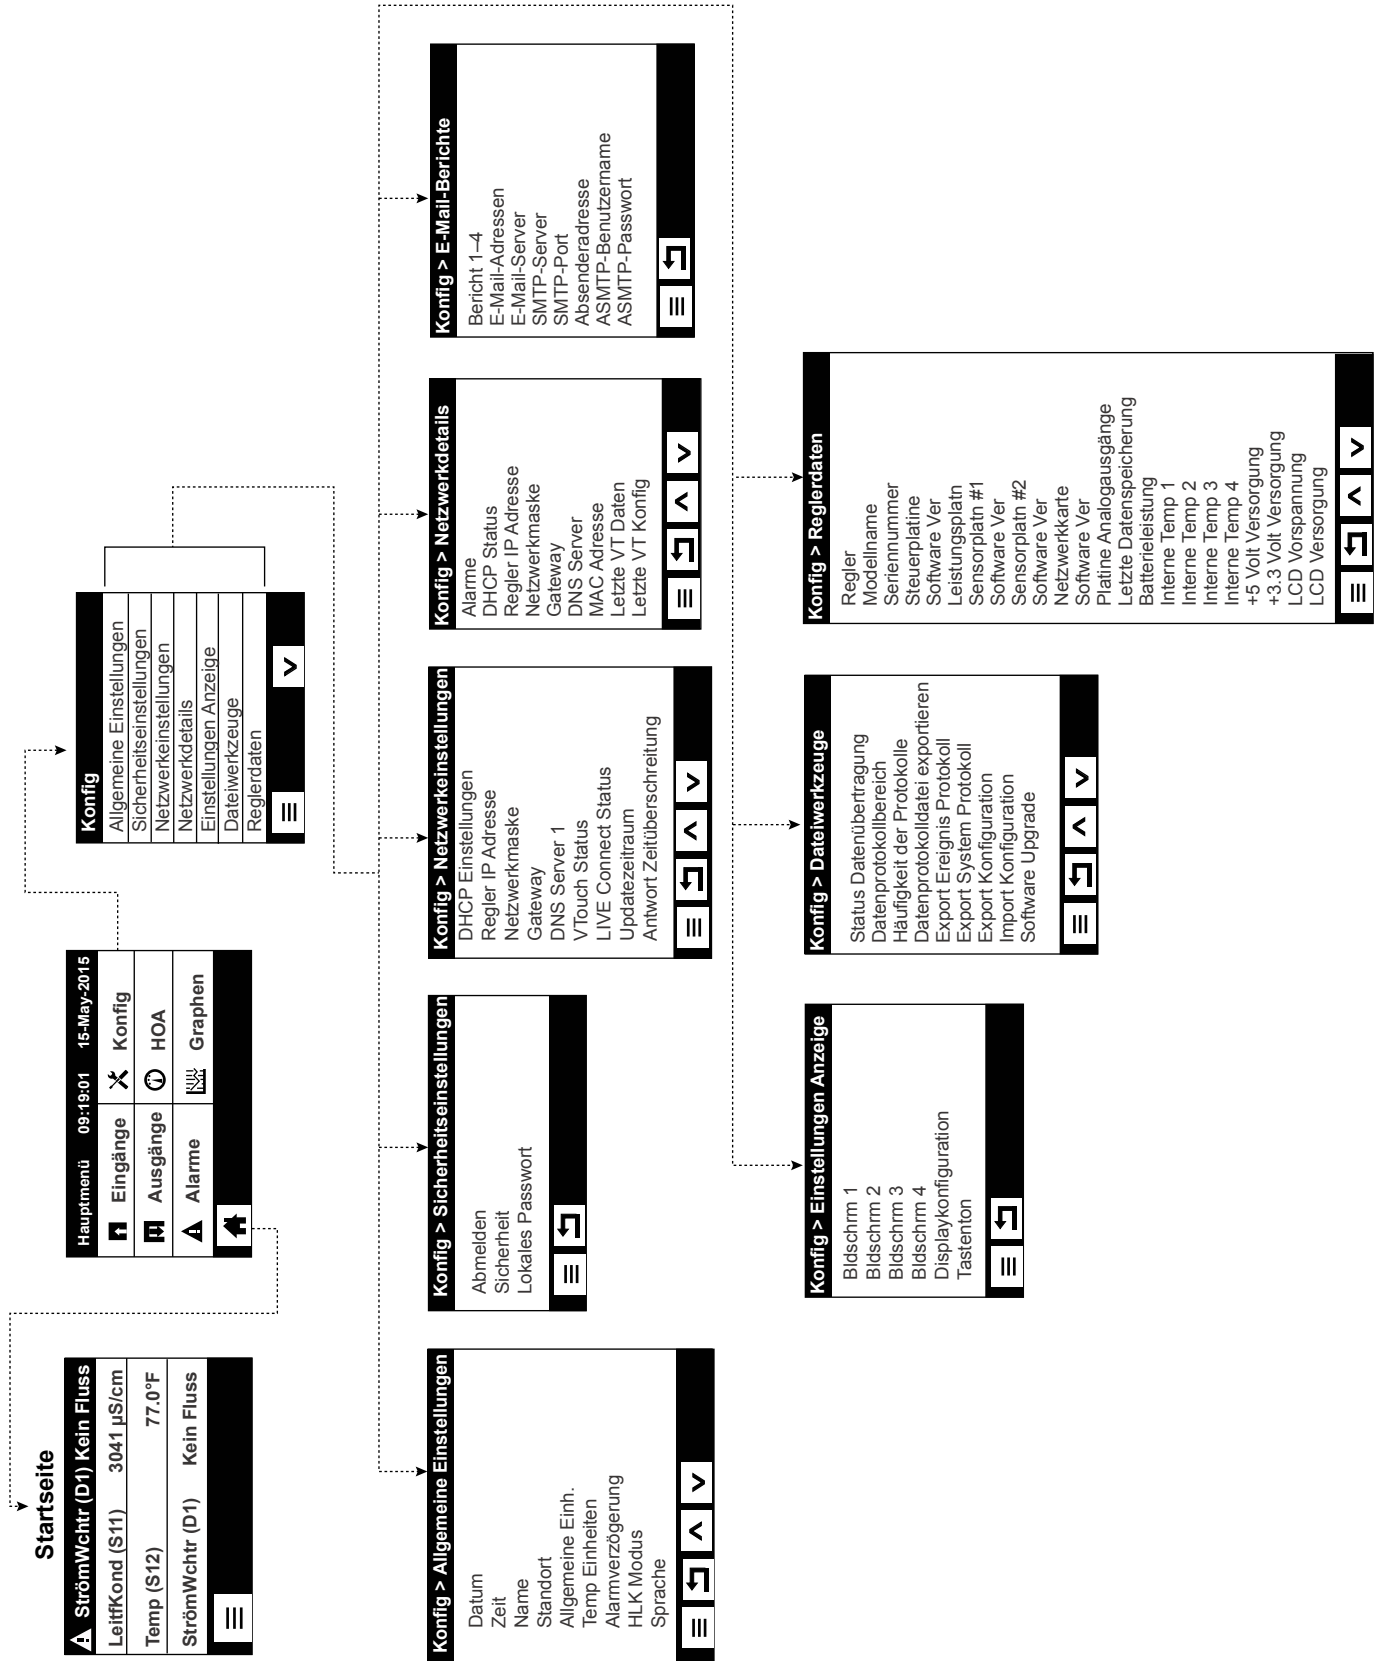 Startseite
StrömWchtr (D1) Kein Fluss
LeitfKond (S11) 3041 µS/cm
Temp (S12) 77.0°F
StrömWchtr (D1) Kein Fluss
Hauptmenü 09:19:01 15-May-2015
Eingänge Konfig
Ausgänge HOA
Alarme Graphen
Konfig
Allgemeine Einstellungen
Sicherheitseinstellungen
Netzwerkeinstellungen
Netzwerkdetails
Einstellungen Anzeige
Dateiwerkzeuge
Reglerdaten
Konfig > Allgemeine Einstellungen
Datum
Zeit
Name
Standort
Allgemeine Einh.
Temp Einheiten
Alarmverzögerung
HLK Modus
Sprache
Konfig > Sicherheitseinstellungen
Abmelden
Sicherheit
Lokales Passwort
Konfig > Netzwerkeinstellungen
DHCP Einstellungen
Regler IP Adresse
Netzwerkmaske
Gateway
DNS Server 1
VTouch Status
LIVE Connect Status
Updatezeitraum
Antwort Zeitüberschreitung
Konfig > Netzwerkdetails
Alarme
DHCP Status
Regler IP Adresse
Netzwerkmaske
Gateway
DNS Server
MAC Adresse
Letzte VT Daten
Letzte VT Konfig
Konfig > E-Mail-Berichte
Bericht 1–4
E-Mail-Adressen
E-Mail-Server
SMTP-Server
SMTP-Port
Absenderadresse
ASMTP-Benutzername
ASMTP-Passwort
Konfig > Einstellungen Anzeige
Bldschrm 1
Bldschrm 2
Bldschrm 3
Bldschrm 4
Displaykonfiguration
Tastenton
Konfig > Dateiwerkzeuge
Status Datenübertragung
Datenprotokollbereich
Häufigkeit der Protokolle
Datenprotokolldatei exportieren
Export Ereignis Protokoll
Export System Protokoll
Export Konfiguration
Import Konfiguration
Software Upgrade
Konfig > Reglerdaten
Regler
Modellname
Seriennummer
Steuerplatine
Software Ver
Leistungsplatn
Sensorplatn #1
Software Ver
Sensorplatn #2
Software Ver
Netzwerkkarte
Software Ver
Platine Analogausgänge
Letzte Datenspeicherung
Batterieleistung
Interne Temp 1
Interne Temp 2
Interne Temp 3
Interne Temp 4
+5 Volt Versorgung
+3.3 Volt Versorgung
LCD Vorspannung
LCD Versorgung